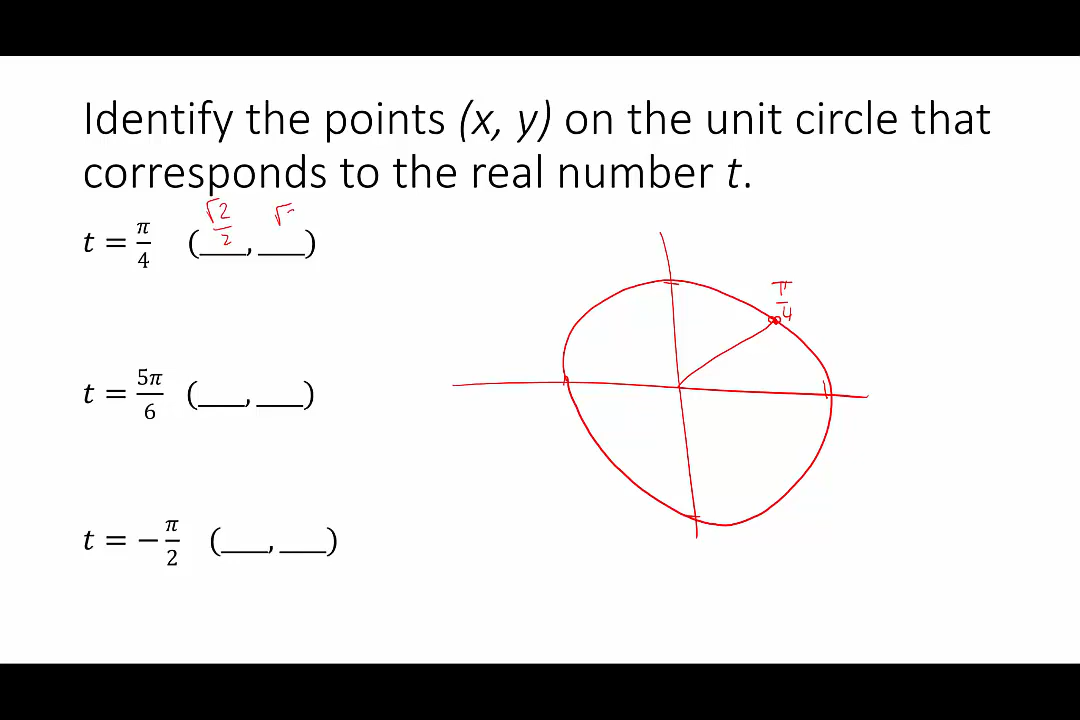 Identify the points (x, y) on the unit circle that
corresponds to the real number t.
√2/2 √
t = π/4 (___, ___)
π/4
t = 5π/6 (___, ___)
t = −π/2 (___, ___)